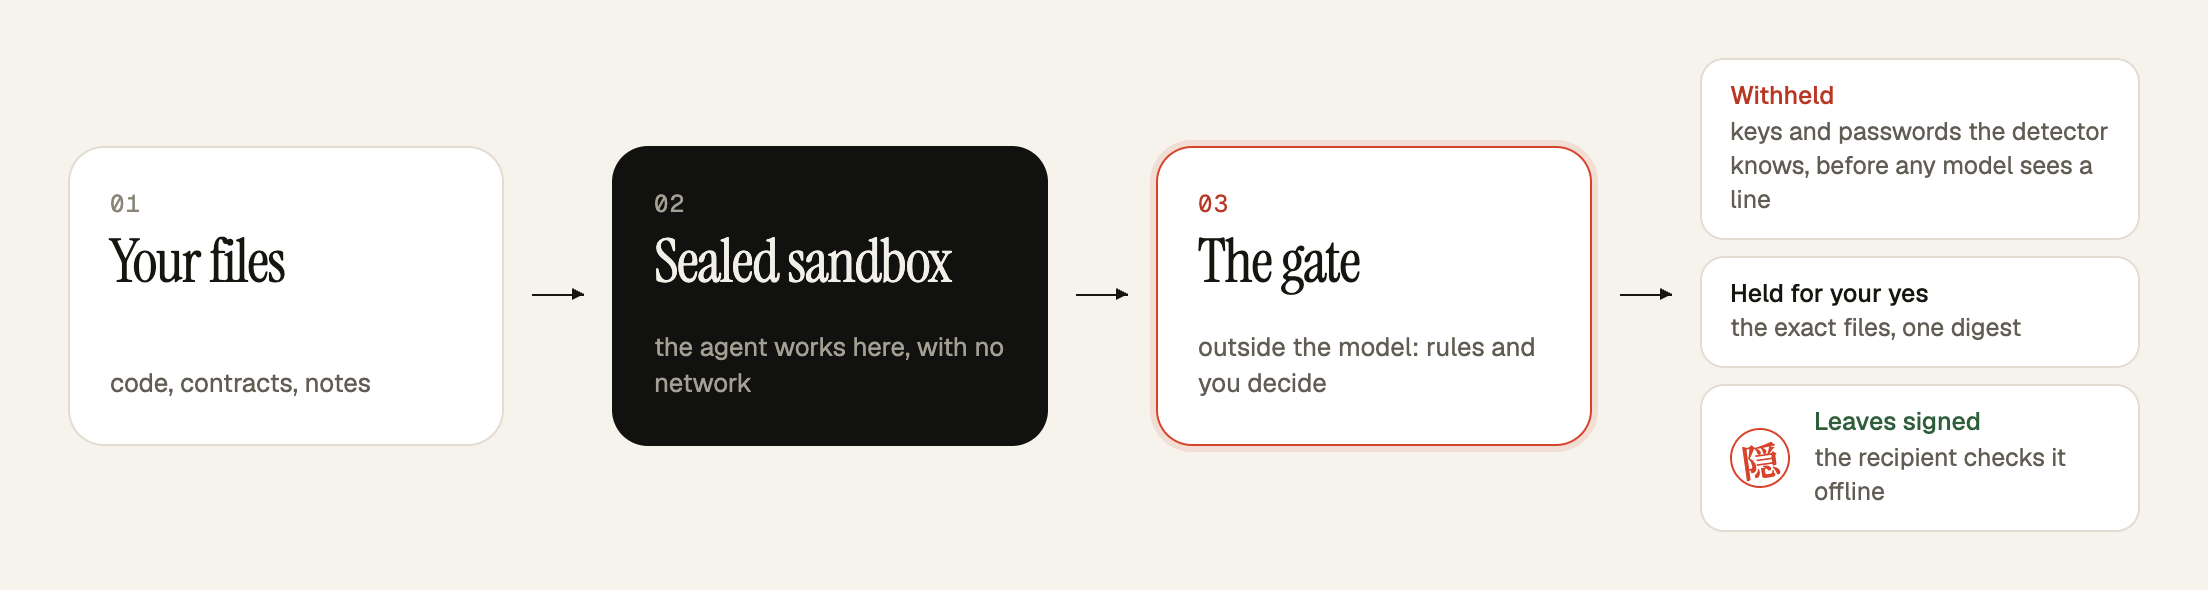 01
Your files
code, contracts, notes
02
Sealed sandbox
the agent works here, with no
network
03
The gate
outside the model: rules and
you decide
Withheld
keys and passwords the detector
knows, before any model sees a
line
Held for your yes
the exact files, one digest
隠
Leaves signed
the recipient checks it
offline